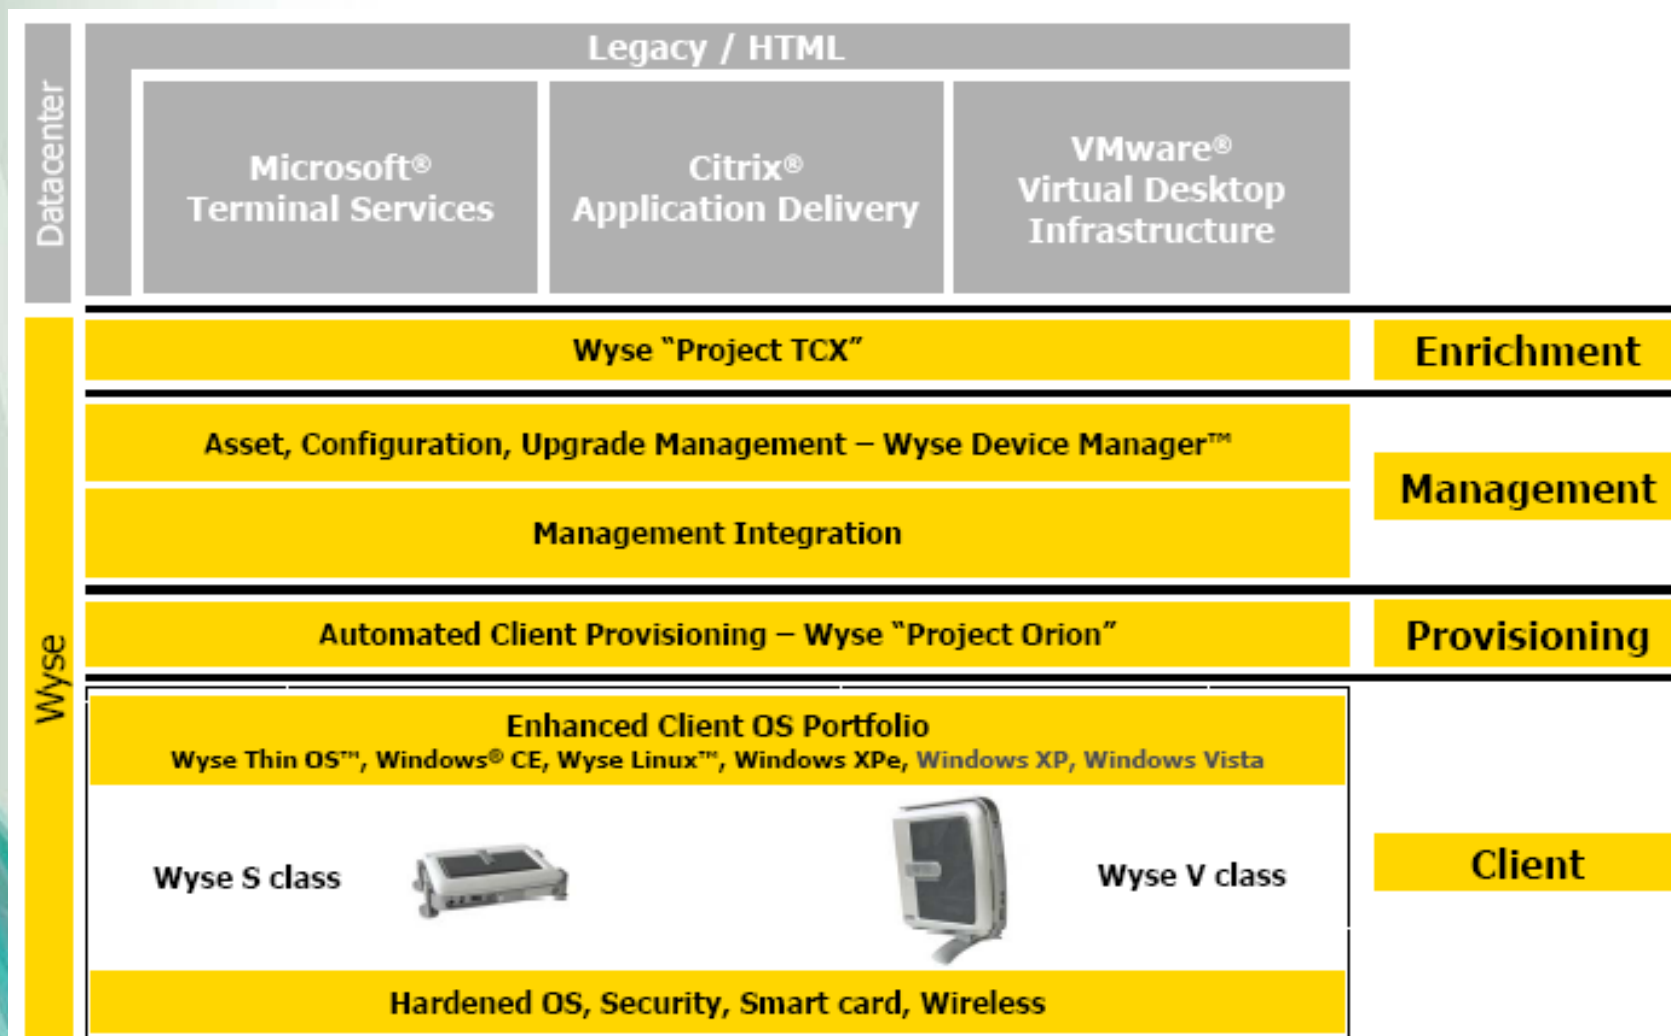 Datacenter
Legacy / HTML
Microsoft®
Terminal Services
Citrix®
Application Delivery
VMware®
Virtual Desktop
Infrastructure
Wyse
Wyse “Project TCX”
Enrichment
Asset, Configuration, Upgrade Management – Wyse Device Manager™
Management Integration
Management
Automated Client Provisioning – Wyse “Project Orion”
Provisioning
Enhanced Client OS Portfolio
Wyse Thin OS™, Windows® CE, Wyse Linux™, Windows XPe, Windows XP, Windows Vista
Wyse S class
Wyse V class
Client
Hardened OS, Security, Smart card, Wireless